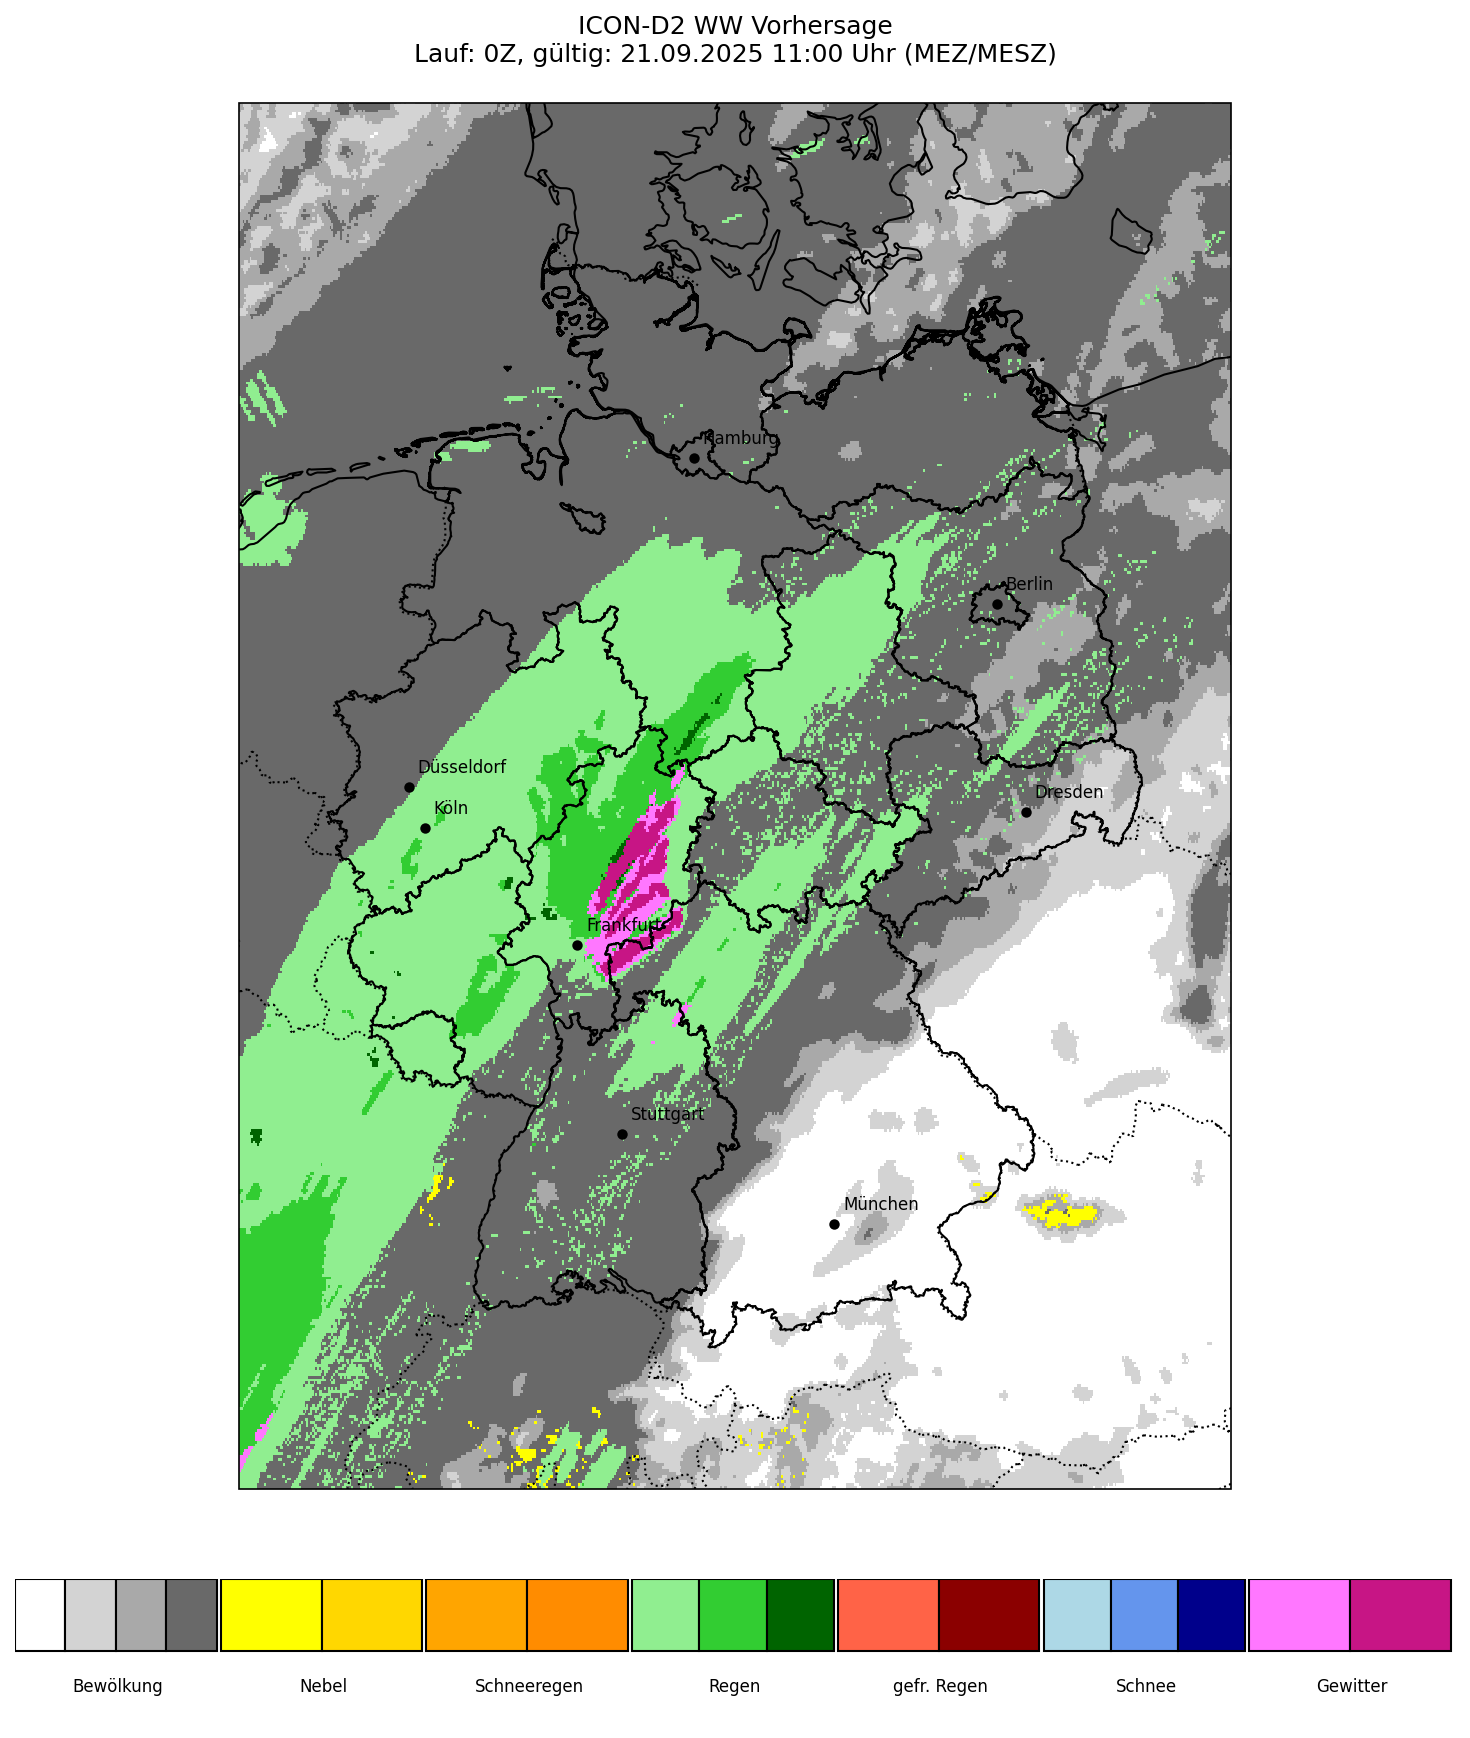 ICON-D2 WW Vorhersage
Lauf: 0Z, gültig: 21.09.2025 11:00 Uhr (MEZ/MESZ)
Hamburg
Berlin
Düsseldorf
Köln
Dresden
Frankfurt
Stuttgart
München
Bewölkung
Nebel
Schneeregen
Regen
gefr. Regen
Schnee
Gewitter